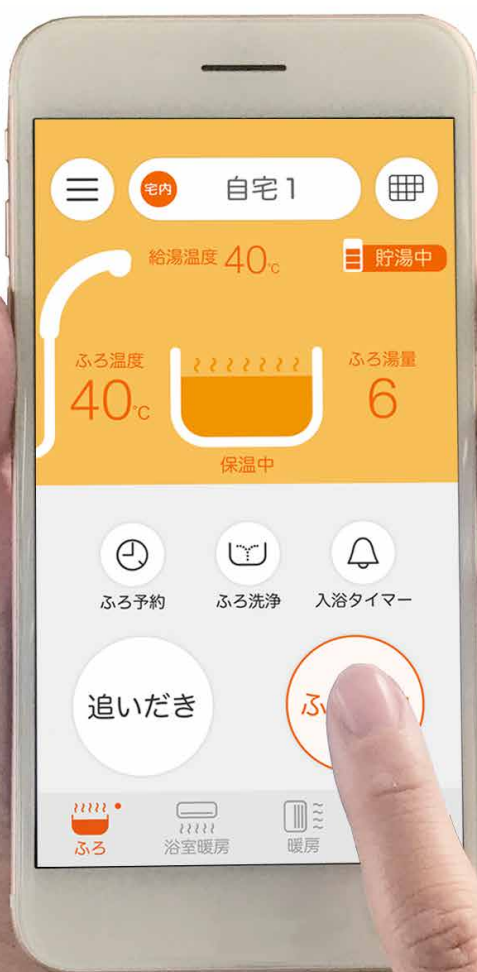 宅内 自宅1
給湯温度 40℃
貯湯中
ふろ温度
40℃
ふろ湯量
6
保温中
ふろ予約
ふろ洗浄
入浴タイマー
追いだき
ふ
ふろ
浴室暖房
暖房